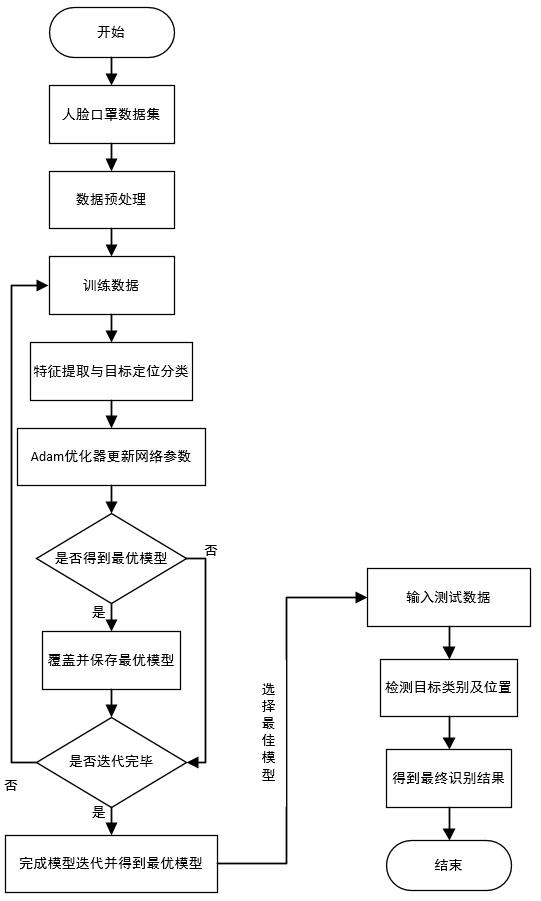 开始
人脸口罩数据集
数据预处理
训练数据
特征提取与目标定位分类
Adam优化器更新网络参数
是否得到最优模型
否
是
覆盖并保存最优模型
是否迭代完毕
否
是
完成模型迭代并得到最优模型
选择最佳模型
输入测试数据
检测目标类别及位置
得到最终识别结果
结束